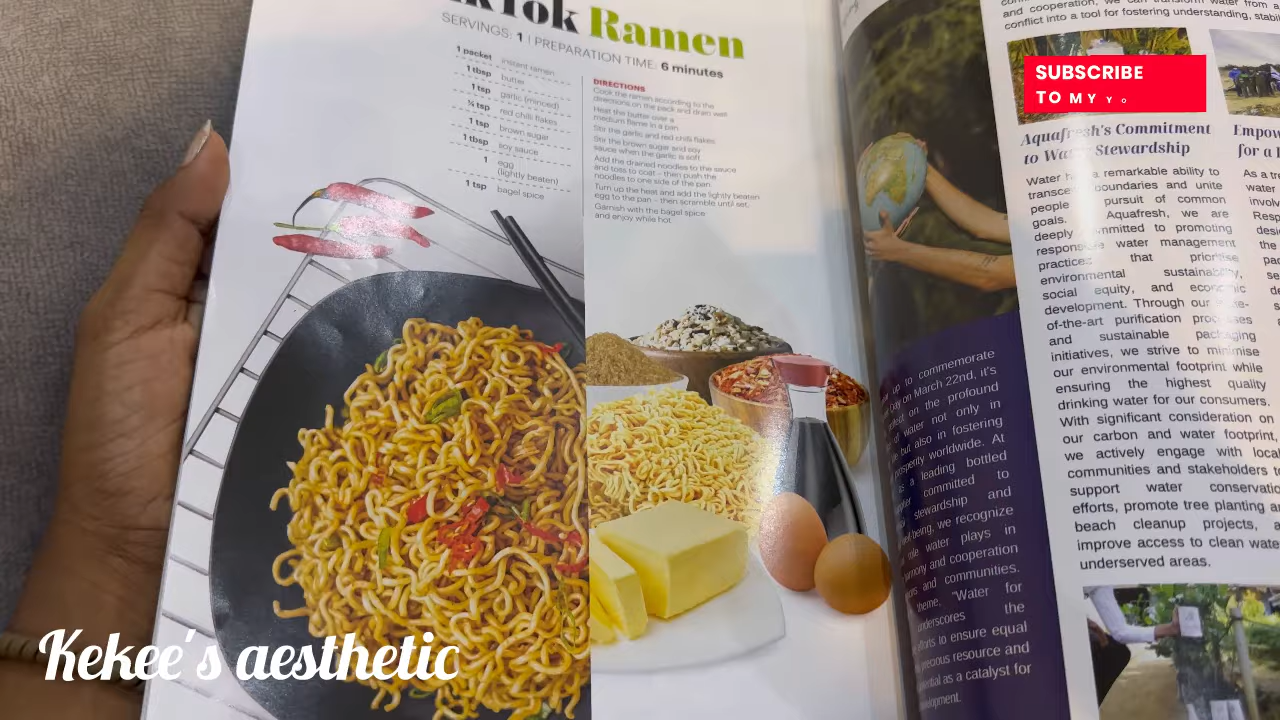 kTok Ramen
SERVINGS: 1 | PREPARATION TIME: 6 minutes
1 packet instant ramen
1 tbsp butter
1 tsp garlic (minced)
¼ tsp red chilli flakes
1 tsp brown sugar
1 tbsp soy sauce
1 egg
(lightly beaten)
1 tsp bagel spice
DIRECTIONS
Cook the ramen according to the
directions on the pack and drain well
Heat the butter over a
medium flame in a pan
Stir the garlic and red chilli flakes
Stir the brown sugar and soy
sauce when the garlic is soft
Add the drained noodles to the sauce
and toss to coat – then push the
noodles to one side of the pan
Turn up the heat and add the lightly beaten
egg to the pan – then scramble until set
Garnish with the bagel spice
and enjoy while hot
up to commemorate
on March 22nd, it's
on the profound
water not only in
but also in fostering
worldwide. At
as a leading bottled
committed to
stewardship and
we recognize
role water plays in
and cooperation
and communities.
theme, "Water for
underscores the
efforts to ensure equal
precious resource and
potential as a catalyst for
and cooperation, we can transform water from a
conflict into a tool for fostering understanding,
SUBSCRIBE
TO MY Y O
Aquafresh's Commitment
to Water Stewardship
Water has a remarkable ability to
transcend boundaries and unite
people pursuit of common
goals. Aquafresh, we are
deeply committed to promoting
responsible water management
practices that prioritise
environmental sustainability,
social equity, and economic
development. Through our
of-the-art purification processes
and sustainable packaging
initiatives, we strive to minimise
our environmental footprint while
ensuring the highest quality
drinking water for our consumers.
With significant consideration on
our carbon and water footprint,
we actively engage with local
communities and stakeholders
support water
efforts, promote tree planting
beach cleanup projects,
improve access to clean
underserved areas.
for a
As a
water
the
Kekee's aesthetic